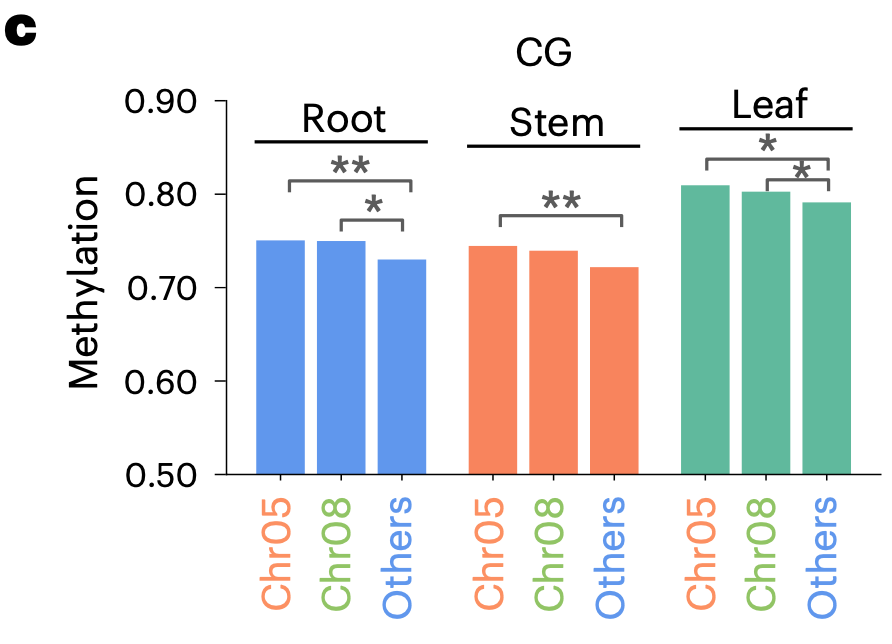 c
CG
Root
Stem
Leaf
**
*
**
*
*
Methylation
0.90
0.80
0.70
0.60
0.50
Chr05
Chr08
Others
Chr05
Chr08
Others
Chr05
Chr08
Others